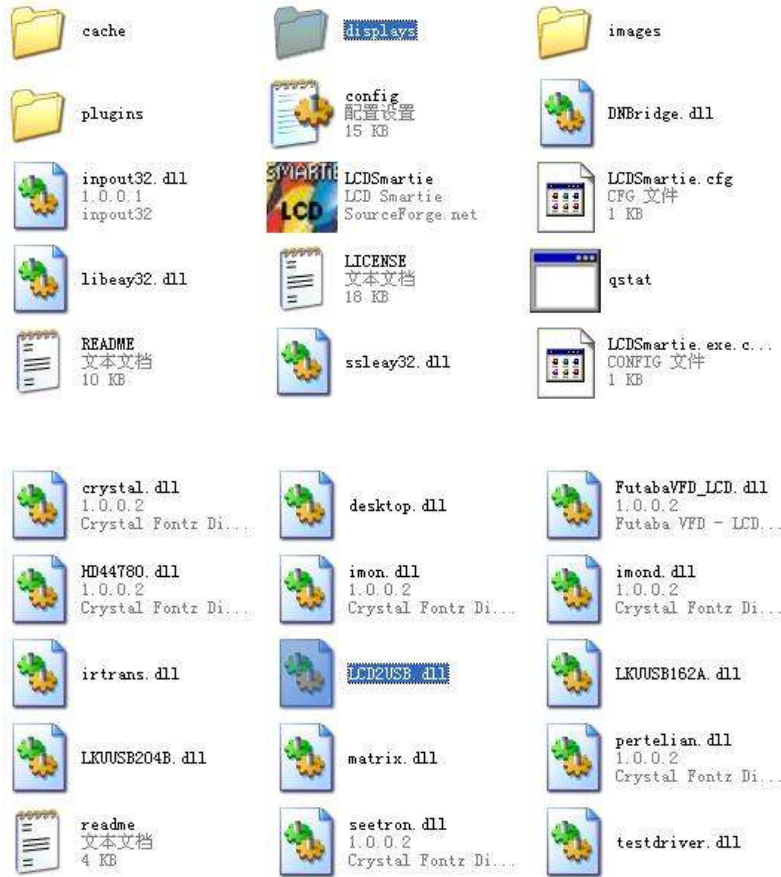 cache
displays
images
plugins
config
配置设置
15 KB
DNBridge.dll
inpout32.dll
1.0.0.1
inpout32
SMARTIE
LCD
LCDSmartie
LCD Smartie
SourceForge.net
LCDSmartie.cfg
CFG 文件
1 KB
libeay32.dll
LICENSE
文本文档
18 KB
qstat
README
文本文档
10 KB
ssleay32.dll
LCDSmartie.exe.c...
CONFIG 文件
1 KB
crystal.dll
1.0.0.2
Crystal Fontz Di...
desktop.dll
FutabaVFD_LCD.dll
1.0.0.2
Futaba VFD - LCD...
HD44780.dll
1.0.0.2
Crystal Fontz Di...
imon.dll
1.0.0.2
Crystal Fontz Di...
imond.dll
1.0.0.2
Crystal Fontz Di...
irtrans.dll
LCD2USB.dll
LKUUSB162A.dll
LKUUSB204B.dll
matrix.dll
pertelian.dll
1.0.0.2
Crystal Fontz Di...
readme
文本文档
4 KB
seetron.dll
1.0.0.2
Crystal Fontz Di...
testdriver.dll